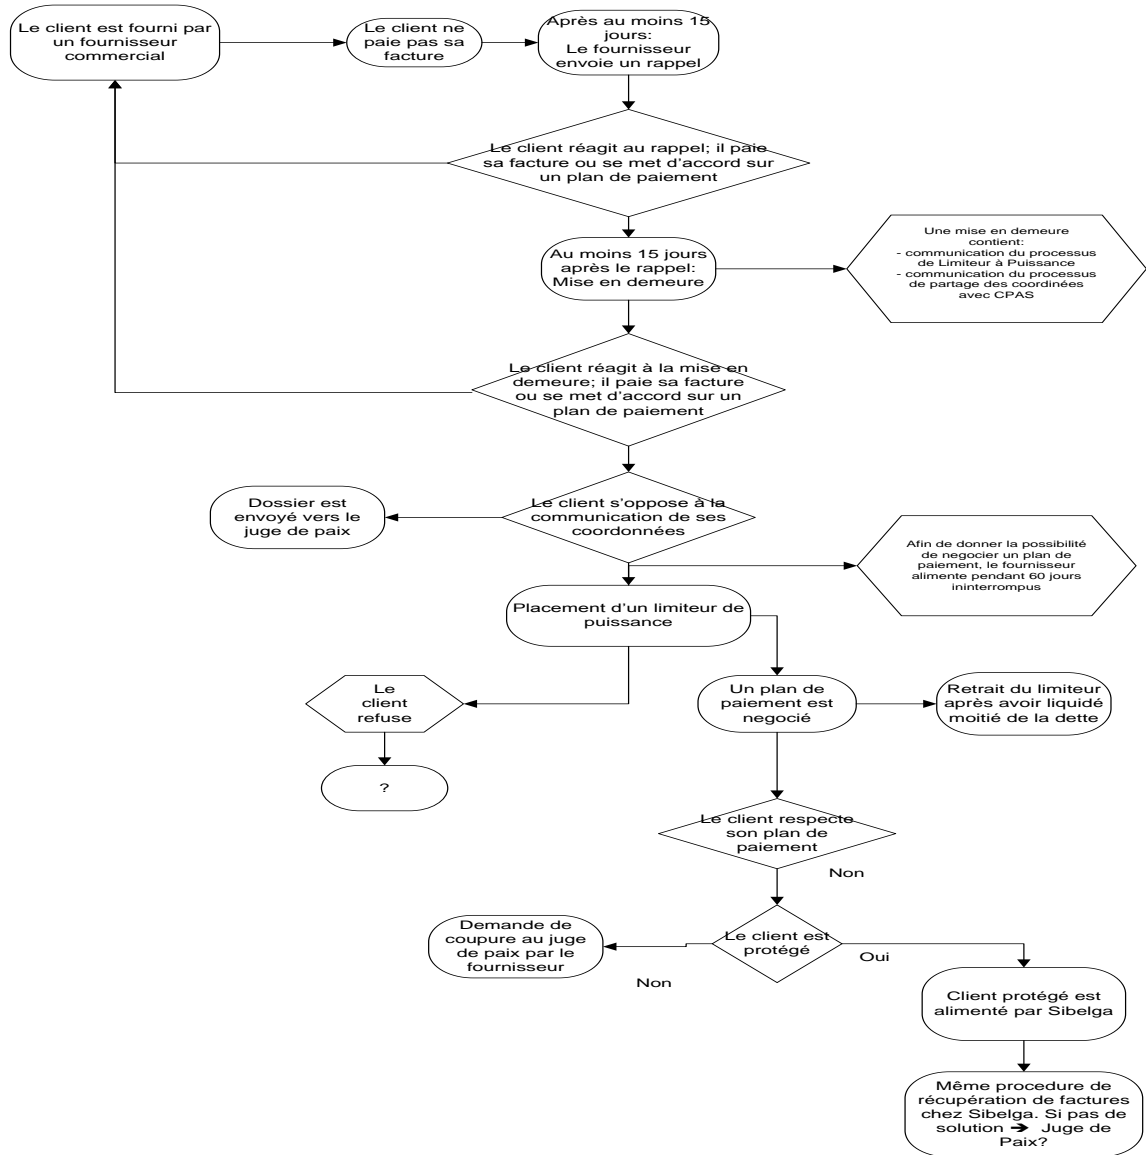 Le client est fourni par
un fournisseur
commercial
Le client ne
paie pas sa
facture
Après au moins 15
jours:
Le fournisseur
envoie un rappel
Le client réagit au rappel; il paie
sa facture ou se met d'accord sur
un plan de paiement
Au moins 15 jours
après le rappel:
Mise en demeure
Une mise en demeure
contient:
- communication du processus
de Limiteur à Puissance
- communication du processus
de partage des coordinées
avec CPAS
Le client réagit à la mise en
demeure; il paie sa facture
ou se met d'accord sur un
plan de paiement
Dossier est
envoyé vers le
juge de paix
Le client s'oppose à la
communication de ses
coordonnées
Afin de donner la possibilité
de negocier un plan de
paiement, le fournisseur
alimente pendant 60 jours
ininterrompus
Placement d'un limiteur de
puissance
Le
client
refuse
Un plan de
paiement est
negocié
Retrait du limiteur
après avoir liquidé
moitié de la dette
?
Le client respecte
son plan de
paiement
Non
Demande de
coupure au juge
de paix par le
fournisseur
Le client est
protégé
Oui
Non
Client protégé est
alimenté par Sibelga
Même procedure de
récupération de factures
chez Sibelga. Si pas de
solution ➔ Juge de
Paix?